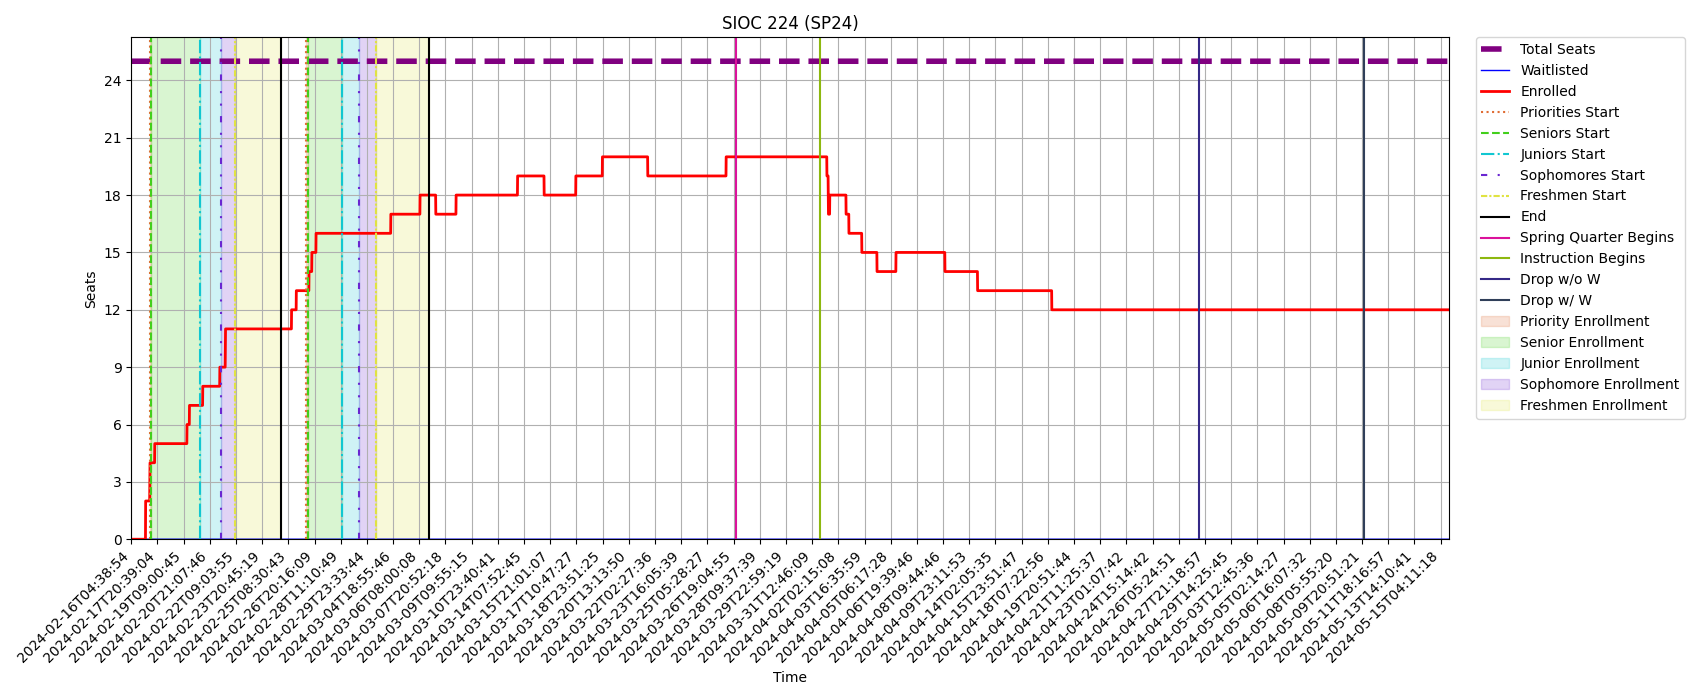 SIOC 224 (SP24)
Seats
24
21
18
15
12
9
6
3
0
2024-02-16T04:38:54
2024-02-17T20:39:04
2024-02-19T09:00:45
2024-02-20T21:07:46
2024-02-22T09:03:55
2024-02-23T20:45:19
2024-02-25T08:30:43
2024-02-26T20:16:09
2024-02-28T11:10:49
2024-02-29T23:33:44
2024-03-04T18:55:46
2024-03-06T08:00:08
2024-03-07T20:52:18
2024-03-09T09:55:15
2024-03-10T23:40:41
2024-03-14T07:52:45
2024-03-15T21:01:07
2024-03-17T10:47:27
2024-03-18T23:51:25
2024-03-20T13:13:50
2024-03-22T02:27:36
2024-03-23T16:05:39
2024-03-25T05:28:27
2024-03-26T19:04:55
2024-03-28T09:37:39
2024-03-29T22:59:19
2024-03-31T12:46:09
2024-04-02T02:15:08
2024-04-03T16:35:59
2024-04-05T06:17:28
2024-04-06T19:39:46
2024-04-08T09:44:46
2024-04-09T23:11:53
2024-04-14T02:05:35
2024-04-15T23:51:47
2024-04-18T07:22:56
2024-04-19T20:51:44
2024-04-21T11:25:37
2024-04-23T01:07:42
2024-04-24T15:14:42
2024-04-26T05:24:51
2024-04-27T21:18:57
2024-04-29T14:25:45
2024-05-01T12:45:36
2024-05-05T02:14:27
2024-05-06T16:07:32
2024-05-08T05:55:20
2024-05-09T20:51:21
2024-05-11T18:16:57
2024-05-13T14:10:41
2024-05-15T04:11:18
Time
Total Seats
Waitlisted
Enrolled
Priorities Start
Seniors Start
Juniors Start
Sophomores Start
Freshmen Start
End
Spring Quarter Begins
Instruction Begins
Drop w/o W
Drop w/ W
Priority Enrollment
Senior Enrollment
Junior Enrollment
Sophomore Enrollment
Freshmen Enrollment